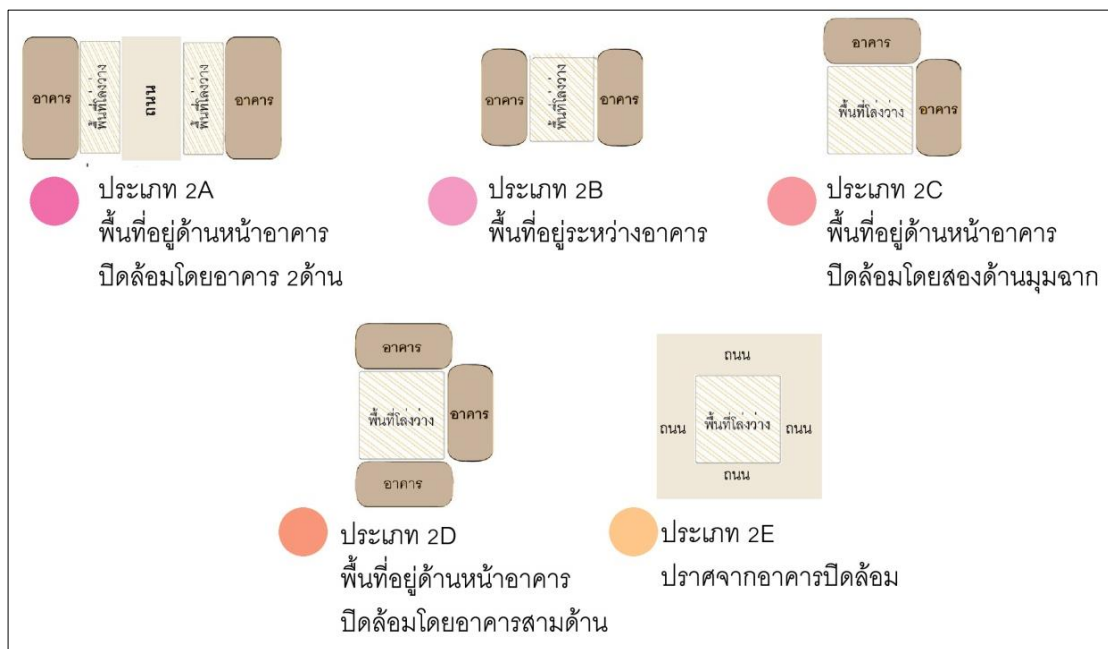 อาคาร
พื้นที่โล่งว่าง
ถนน
พื้นที่โล่งว่าง
อาคาร
ประเภท 2A
พื้นที่อยู่ด้านหน้าอาคาร
ปิดล้อมโดยอาคาร 2ด้าน
อาคาร
พื้นที่โล่งว่าง
อาคาร
ประเภท 2B
พื้นที่อยู่ระหว่างอาคาร
อาคาร
พื้นที่โล่งว่าง
อาคาร
ประเภท 2C
พื้นที่อยู่ด้านหน้าอาคาร
ปิดล้อมโดยสองด้านมุมฉาก
อาคาร
พื้นที่โล่งว่าง
อาคาร
อาคาร
ประเภท 2D
พื้นที่อยู่ด้านหน้าอาคาร
ปิดล้อมโดยอาคารสามด้าน
ถนน
ถนน
พื้นที่โล่งว่าง
ถนน
ถนน
ประเภท 2E
ปราศจากอาคารปิดล้อม